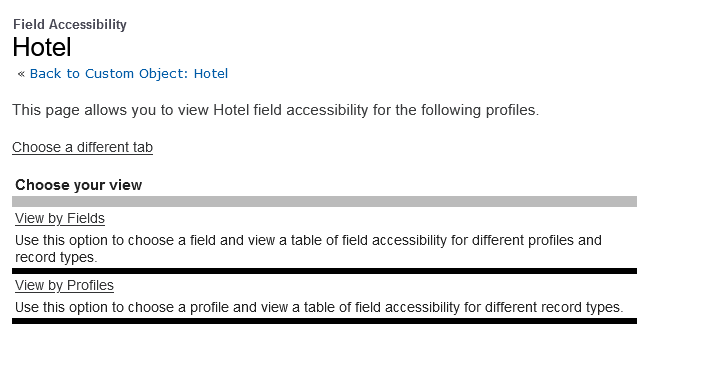 Field Accessibility
Hotel
« Back to Custom Object: Hotel
This page allows you to view Hotel field accessibility for the following profiles.
Choose a different tab
Choose your view
View by Fields
Use this option to choose a field and view a table of field accessibility for different profiles and
record types.
View by Profiles
Use this option to choose a profile and view a table of field accessibility for different record types.